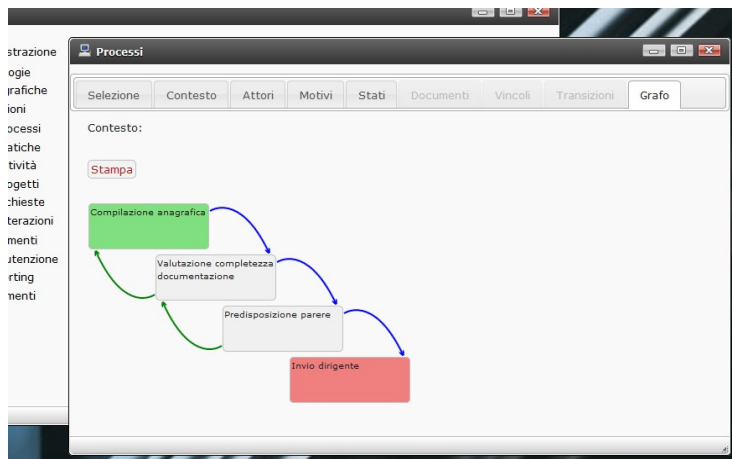 Processi
Selezione Contesto Attori Motivi Stati Documenti Vincoli Transizioni Grafo
Contesto:
Stampa
Compilazione anagrafica
Valutazione completezza
documentazione
Predisposizione parere
Invio dirigente
strazione
ogie
grafiche
ioni
ocessi
atiche
tività
ogetti
chieste
terazioni
menti
utenzione
rting
menti